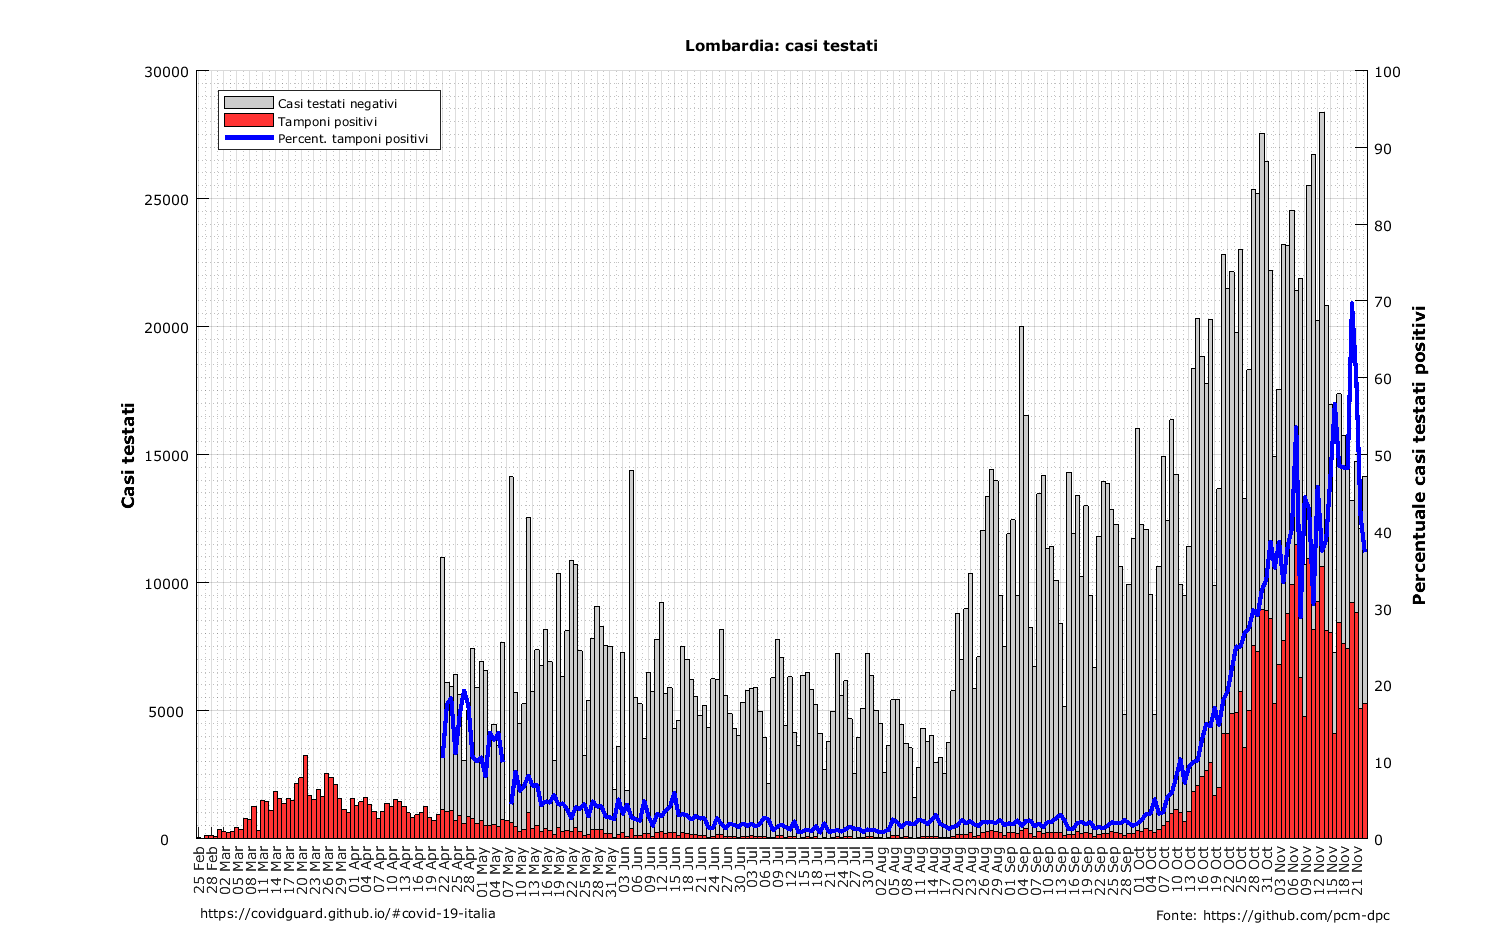 Lombardia: casi testati
Casi testati negativi
Tamponi positivi
Percent. tamponi positivi
30000
25000
20000
15000
10000
5000
0
Casi testati
100
90
80
70
60
50
40
30
20
10
0
Percentuale casi testati positivi
25 Feb
28 Feb
02 Mar
05 Mar
08 Mar
11 Mar
14 Mar
17 Mar
20 Mar
23 Mar
26 Mar
29 Mar
01 Apr
04 Apr
07 Apr
10 Apr
13 Apr
16 Apr
19 Apr
22 Apr
25 Apr
28 Apr
01 May
04 May
07 May
10 May
13 May
16 May
19 May
22 May
25 May
28 May
31 May
03 Jun
06 Jun
09 Jun
12 Jun
15 Jun
18 Jun
21 Jun
24 Jun
27 Jun
30 Jun
03 Jul
06 Jul
09 Jul
12 Jul
15 Jul
18 Jul
21 Jul
24 Jul
27 Jul
30 Jul
02 Aug
05 Aug
08 Aug
11 Aug
14 Aug
17 Aug
20 Aug
23 Aug
26 Aug
29 Aug
01 Sep
04 Sep
07 Sep
10 Sep
13 Sep
16 Sep
19 Sep
22 Sep
25 Sep
28 Sep
01 Oct
04 Oct
07 Oct
10 Oct
13 Oct
16 Oct
19 Oct
22 Oct
25 Oct
28 Oct
31 Oct
03 Nov
06 Nov
09 Nov
12 Nov
15 Nov
18 Nov
21 Nov
https://covidguard.github.io/#covid-19-italia
Fonte: https://github.com/pcm-dpc